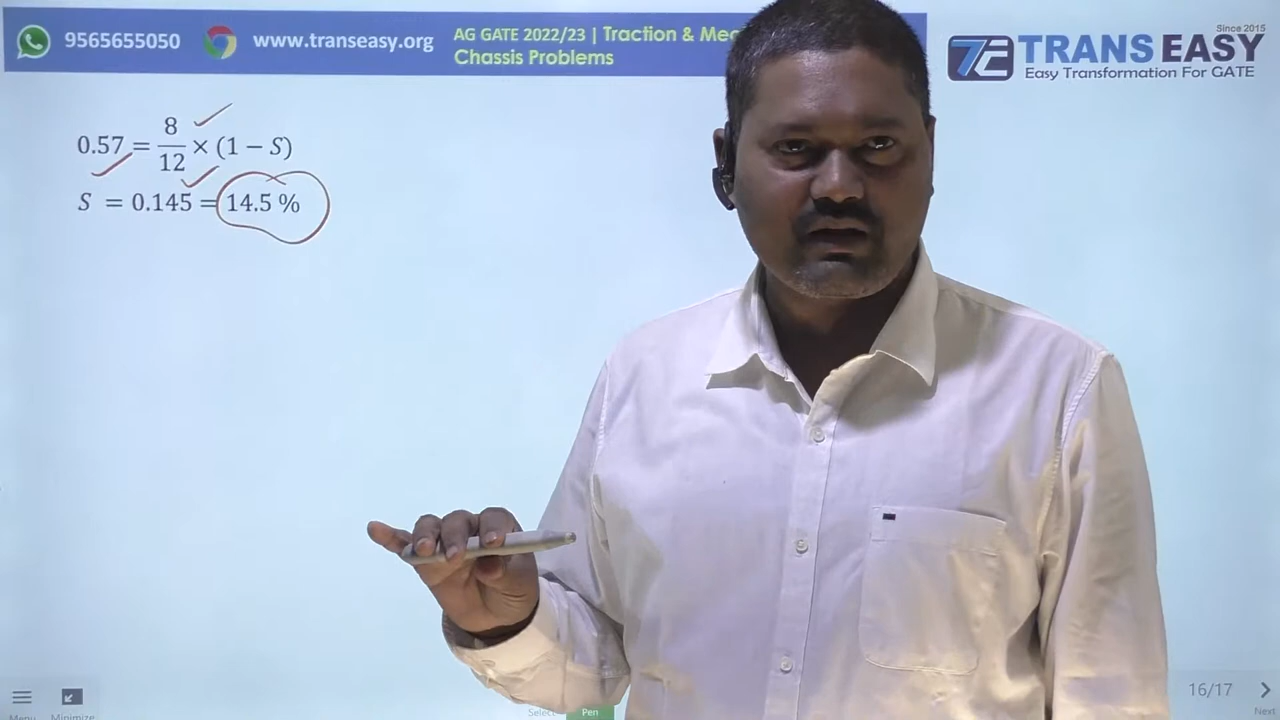 9565655050
www.transeasy.org
AG GATE 2022/23 | Traction &
Chassis Problems
Since 2015
TRANS EASY
Easy Transformation For GATE
0.57 = 8/12 × (1 − S)
S = 0.145 = 14.5 %
Menu
Minimize
Select
Pen
16/17
Next